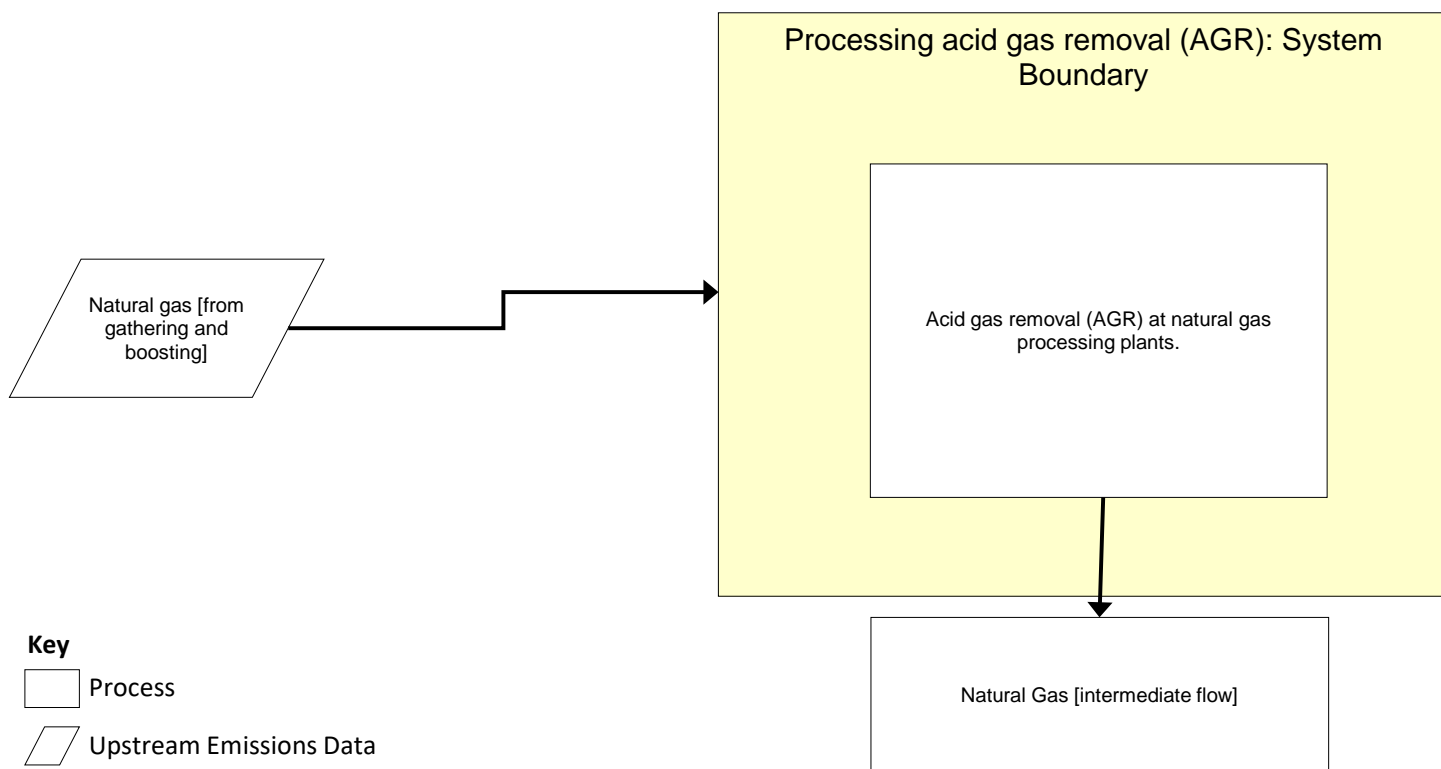 Processing acid gas removal (AGR): System
Boundary
Natural gas [from
gathering and
boosting]
Acid gas removal (AGR) at natural gas
processing plants.
Key
Process
Upstream Emissions Data
Natural Gas [intermediate flow]